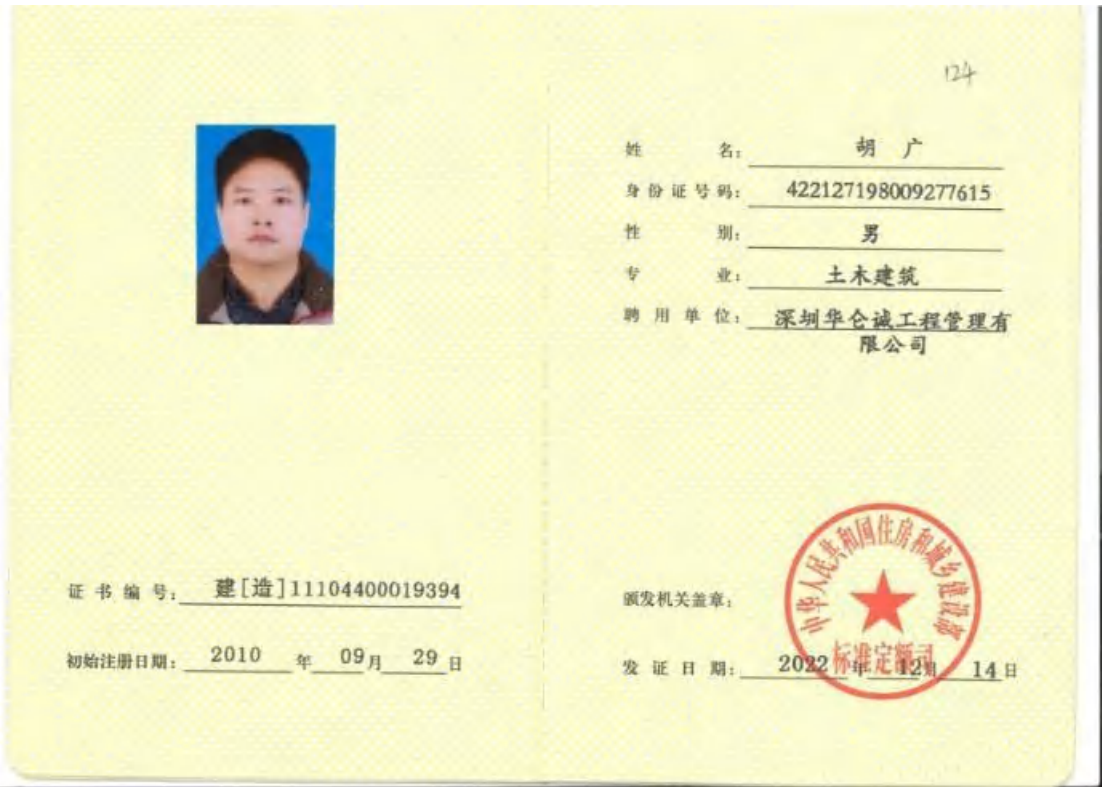 124
姓 名： 胡 广
身份证号码： 422127198009277615
性 别： 男
专 业： 土木建筑
聘用单位： 深圳华仑诚工程管理有
限公司
证书编号： 建[造]11104400019394
初始注册日期： 2010 年 09 月 29 日
颁发机关盖章：
中华人民共和国住房和城乡建设部
标准定额司
发证日期： 2022 年 12 月 14 日